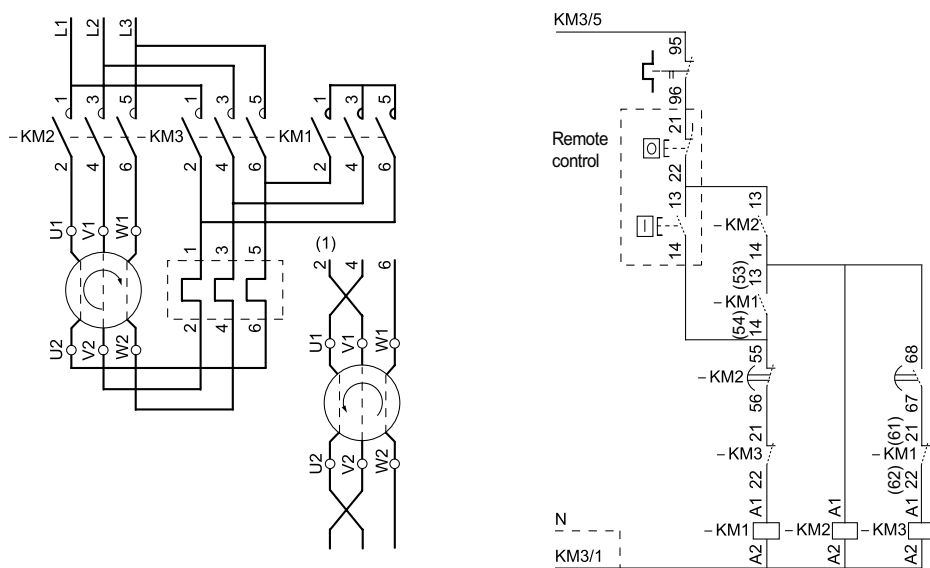 L1 L2 L3
1 3 5 1 3 5 1 3 5
–KM2 –KM3 –KM1
2 4 6 2 4 6 2 4 6
U1 V1 W1
1 3 5
2 4 6
U2 V2 W2
(1)
2 4 6
U1 V1 W1
U2 V2 W2
KM3/5
95
96
Remote
control
21
O
22
13 13
I –KM2
14 14
(53) 13
–KM1
(54) 14
55 68
–KM2
56 67
21 21 (61)
–KM3 –KM1
22 (62) 22
A1 A1 A1
N
–KM1 –KM2 –KM3
KM3/1
A2 A2 A2